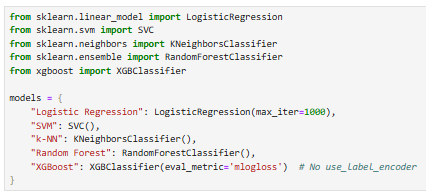 from sklearn.linear_model import LogisticRegression
from sklearn.svm import SVC
from sklearn.neighbors import KNeighborsClassifier
from sklearn.ensemble import RandomForestClassifier
from xgboost import XGBClassifier

models = {
    "Logistic Regression": LogisticRegression(max_iter=1000),
    "SVM": SVC(),
    "k-NN": KNeighborsClassifier(),
    "Random Forest": RandomForestClassifier(),
    "XGBoost": XGBClassifier(eval_metric='mlogloss')  # No use_label_encoder
}